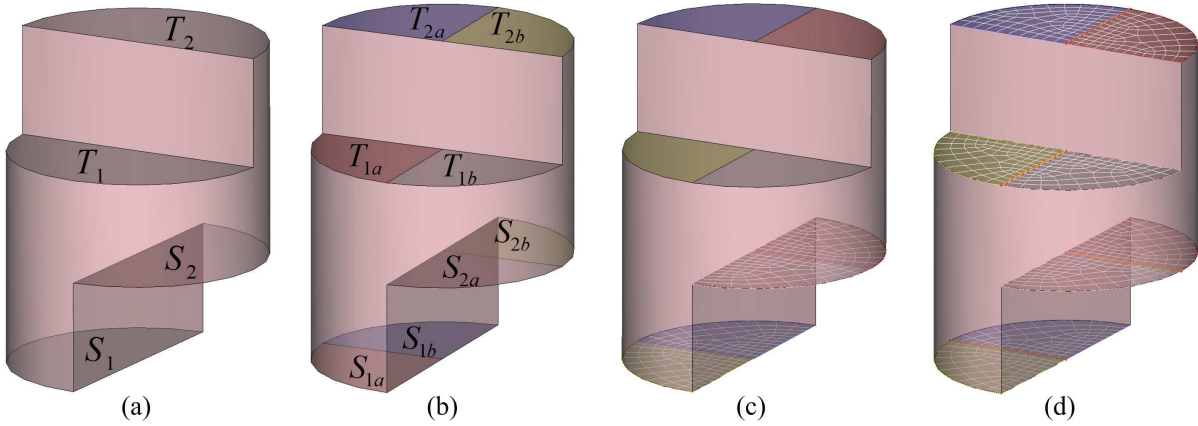 T₂
T₁
S₂
S₁
(a)
T₂ₐ T₂b
T₁ₐ T₁b
S₂b
S₂ₐ
S₁b
S₁ₐ
(b)
(c)
(d)